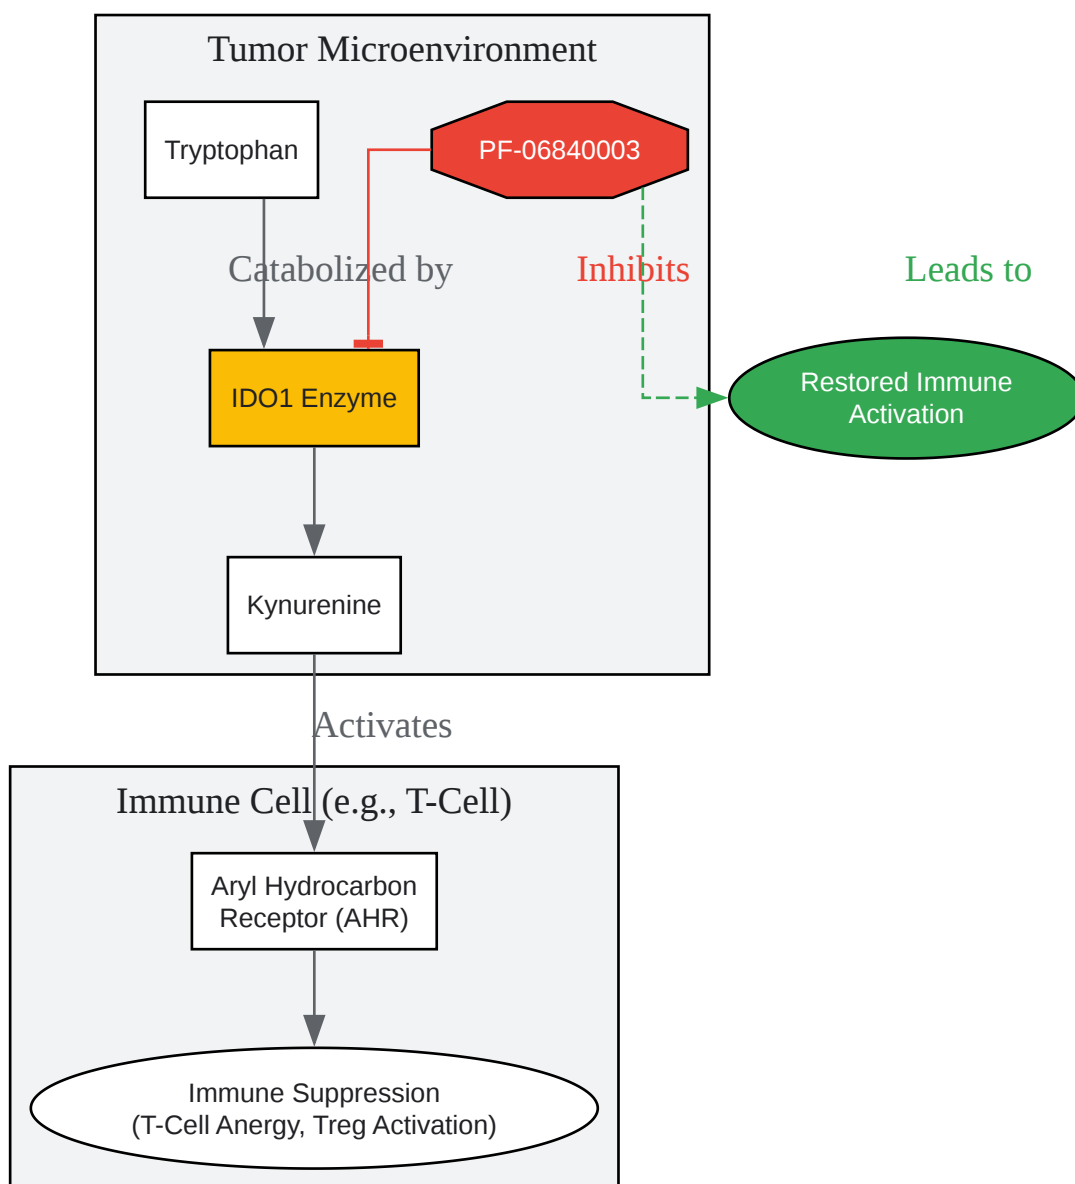 Tumor Microenvironment
Tryptophan
PF-06840003
Catabolized by
Inhibits
Leads to
IDO1 Enzyme
Restored Immune
Activation
Kynurenine
Activates
Immune Cell (e.g., T-Cell)
Aryl Hydrocarbon
Receptor (AHR)
Immune Suppression
(T-Cell Anergy, Treg Activation)